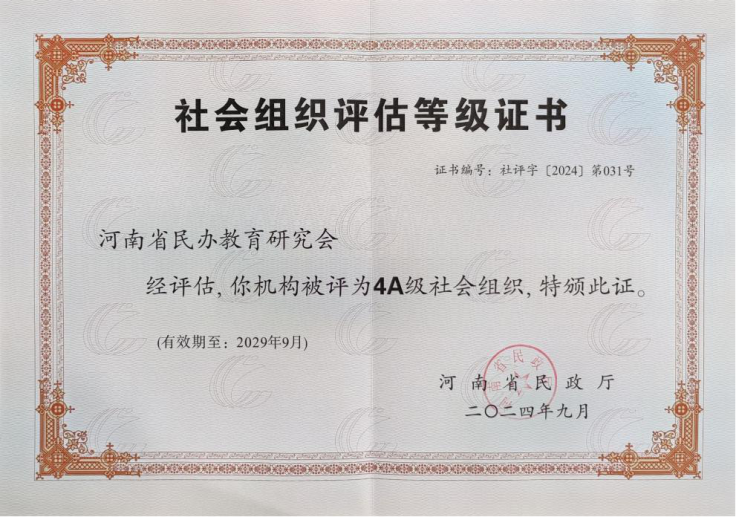 社会组织评估等级证书
证书编号：社评字〔2024〕第031号
河南省民办教育研究会
经评估，你机构被评为4A级社会组织，特颁此证。
(有效期至：2029年9月)
河南省民政厅
二〇二四年九月